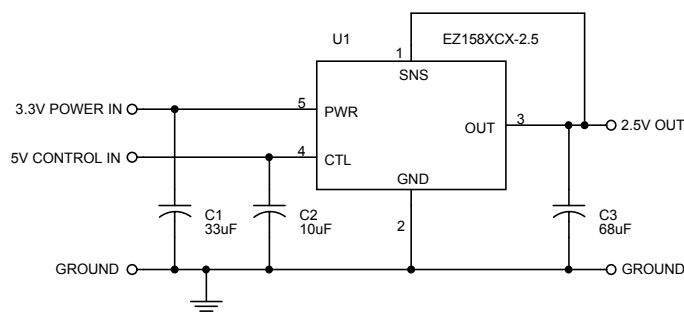 U1
EZ158XCX-2.5
1
SNS
3.3V POWER IN
5
PWR
OUT
3
2.5V OUT
5V CONTROL IN
4
CTL
GND
2
C1
33uF
C2
10uF
C3
68uF
GROUND
GROUND